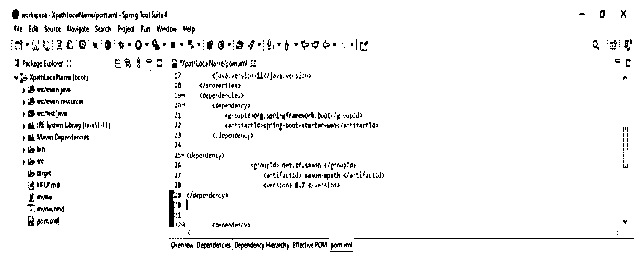 workspace - XpathLocalName/pom.xml - Spring Tool Suite 4
File Edit Source Navigate Search Project Run Window Help
Package Explorer
XpathLocalName/pom.xml
XpathLocalName [boot]
src/main/java
src/main/resources
src/test/java
JRE System Library [JavaSE-11]
Maven Dependencies
bin
src
target
HELP.md
mvnw
mvnw.cmd
pom.xml
17 <java.version>11</java.version>
18 </properties>
19 <dependencies>
20 <dependency>
21 <groupId>org.springframework.boot</groupId>
22 <artifactId>spring-boot-starter-web</artifactId>
23 </dependency>
24
25 <dependency>
26 <groupId> net.sf.saxon </groupId>
27 <artifactId> saxon-xpath </artifactId>
28 <version> 8.7 </version>
29 </dependency>
30
31
32 <dependency>
Overview Dependencies Dependency Hierarchy Effective POM pom.xml